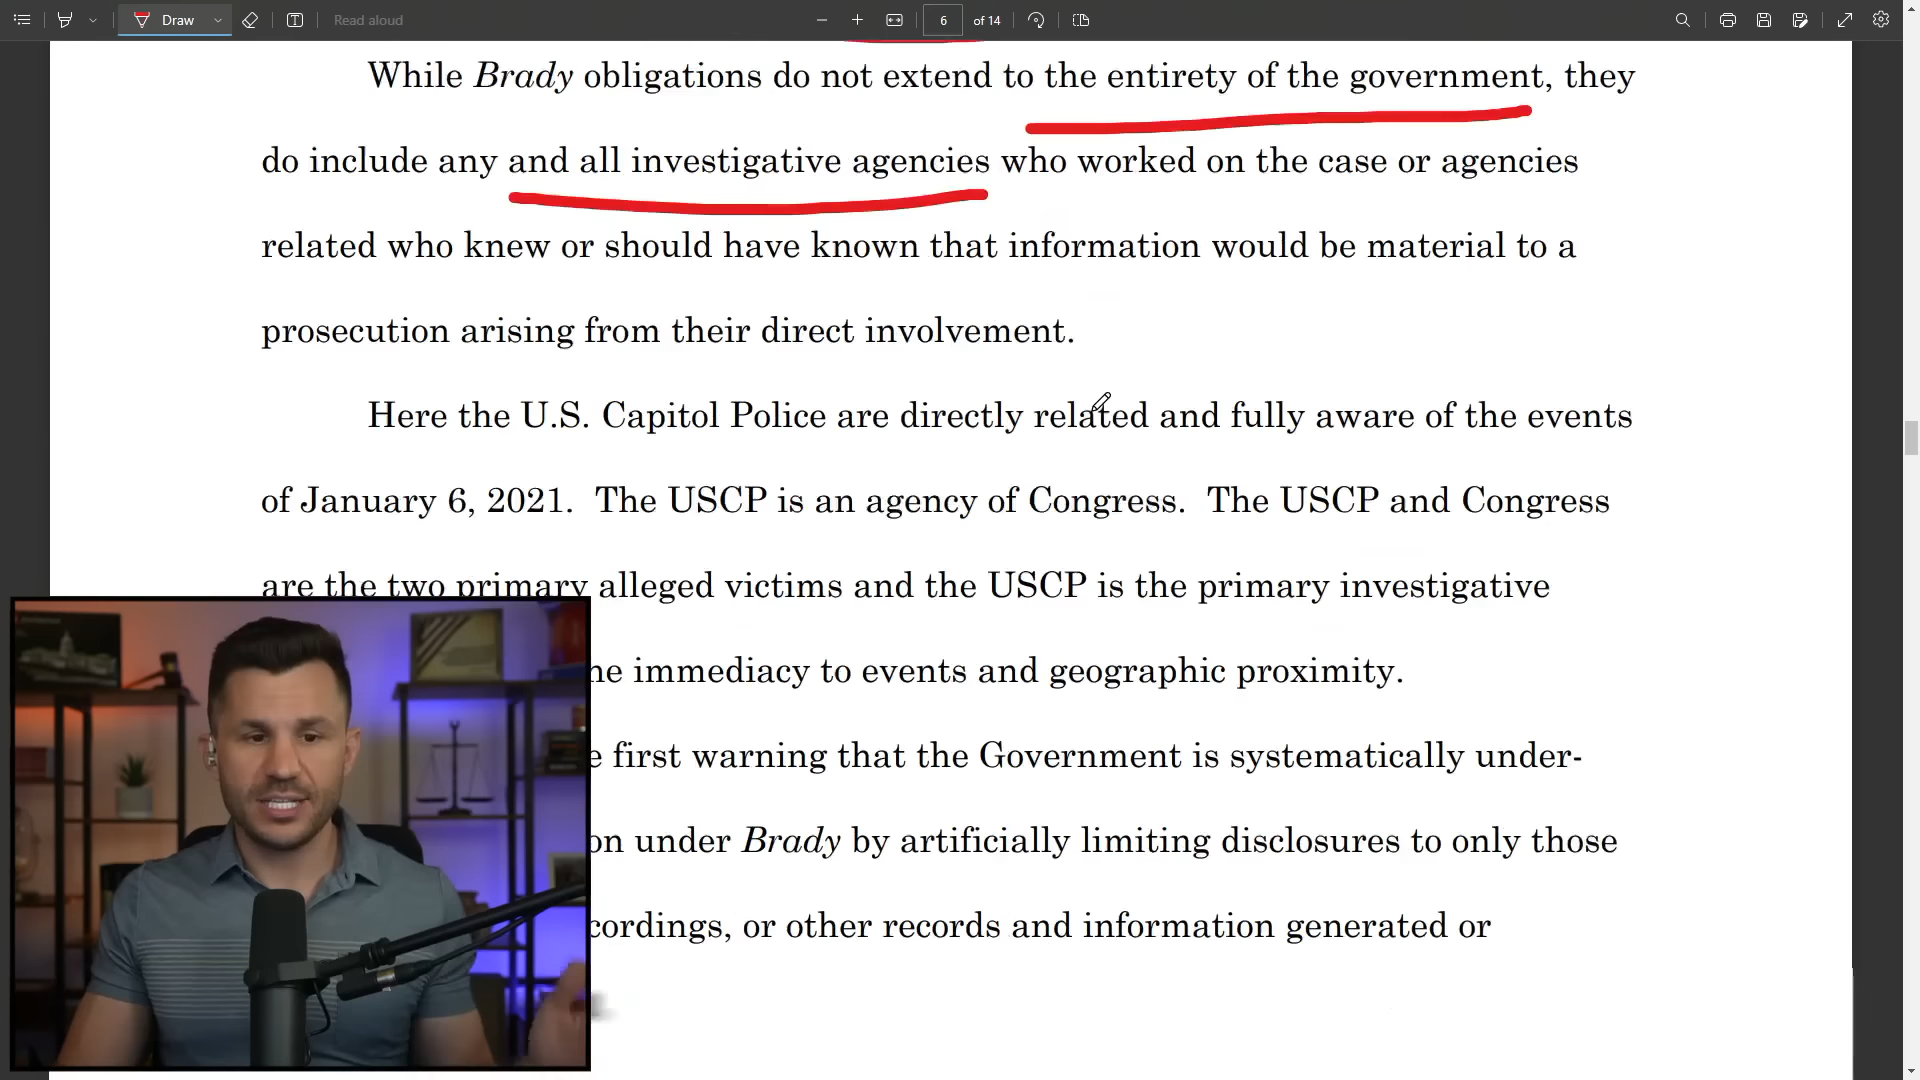 Draw
Read aloud
6 of 14
While Brady obligations do not extend to the entirety of the government, they
do include any and all investigative agencies who worked on the case or agencies
related who knew or should have known that information would be material to a
prosecution arising from their direct involvement.
Here the U.S. Capitol Police are directly related and fully aware of the events
of January 6, 2021. The USCP is an agency of Congress. The USCP and Congress
are the two primary alleged victims and the USCP is the primary investigative
immediacy to events and geographic proximity.
first warning that the Government is systematically under-
under Brady by artificially limiting disclosures to only those
or other records and information generated or